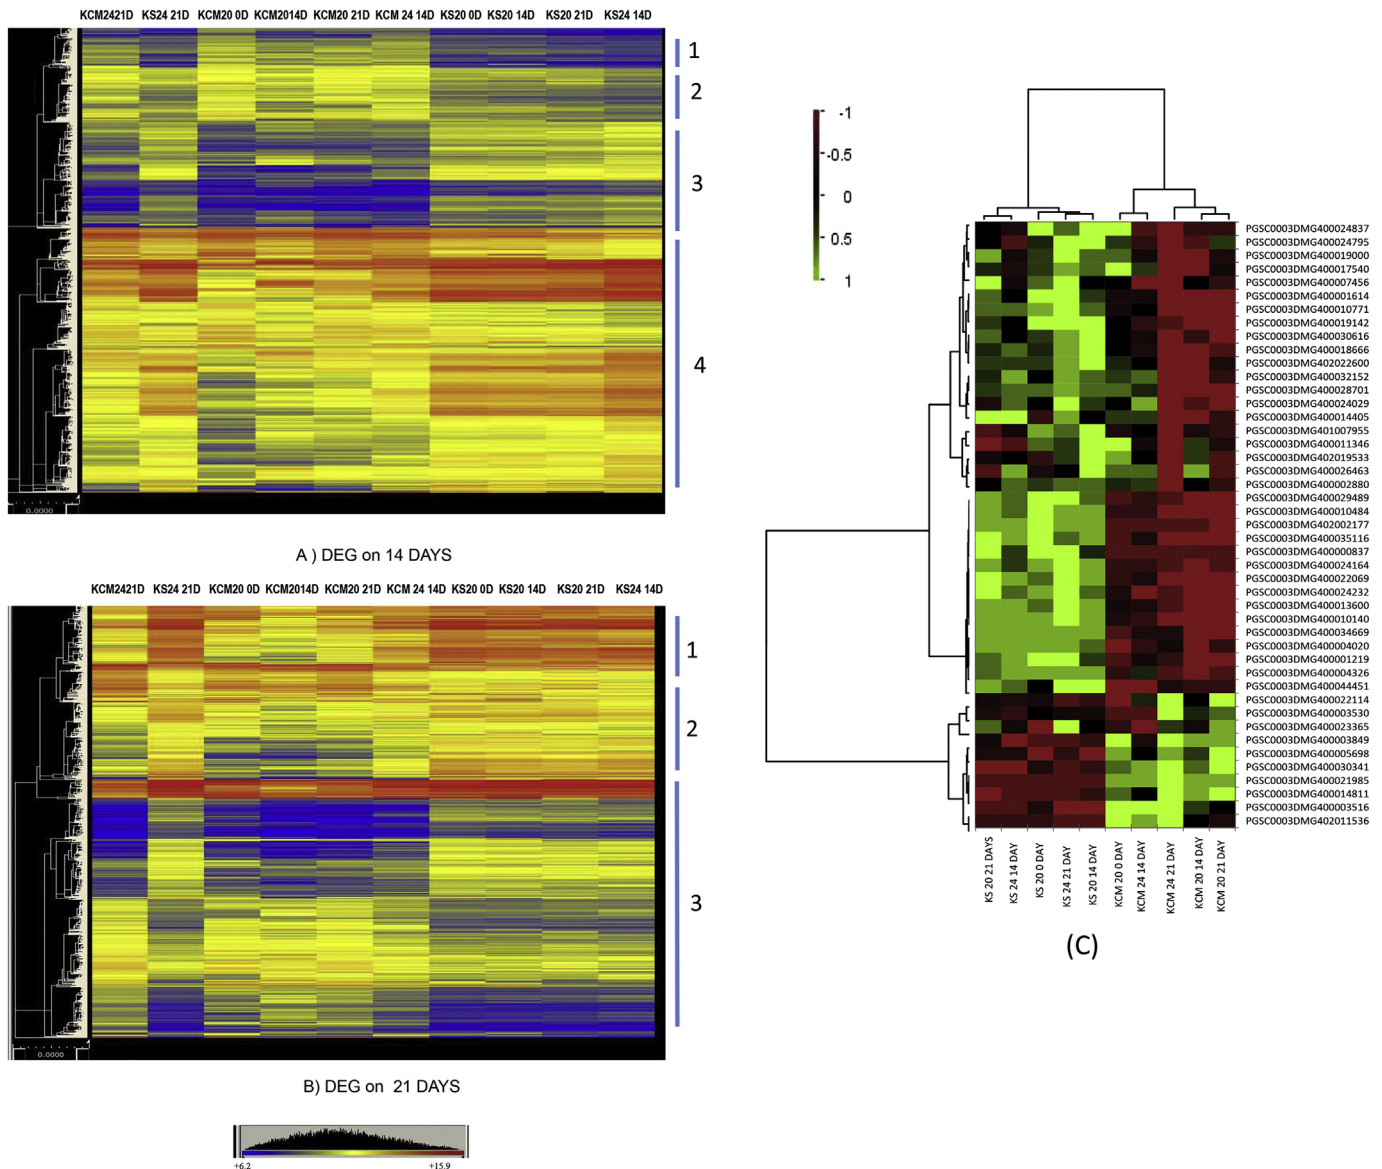 KCM2421D KS24 21D KCM20 0D KCM2014D KCM20 21D KCM 24 14D KS20 0D KS20 14D KS20 21D KS24 14D
1
2
3
4
0.0000
A ) DEG on 14 DAYS
KCM2421D KS24 21D KCM20 0D KCM2014D KCM20 21D KCM 24 14D KS20 0D KS20 14D KS20 21D KS24 14D
1
2
3
0.0000
B) DEG on 21 DAYS
+6.2 +15.9
-1
-0.5
0
0.5
1
PGSC0003DMG400024837
PGSC0003DMG400024795
PGSC0003DMG400019000
PGSC0003DMG400017540
PGSC0003DMG400007456
PGSC0003DMG400001614
PGSC0003DMG400010771
PGSC0003DMG400019142
PGSC0003DMG400030616
PGSC0003DMG400018666
PGSC0003DMG402022600
PGSC0003DMG400032152
PGSC0003DMG400028701
PGSC0003DMG400024029
PGSC0003DMG400014405
PGSC0003DMG401007955
PGSC0003DMG400011346
PGSC0003DMG402019533
PGSC0003DMG400026463
PGSC0003DMG400002880
PGSC0003DMG400029489
PGSC0003DMG400010484
PGSC0003DMG402002177
PGSC0003DMG400035116
PGSC0003DMG400000837
PGSC0003DMG400024164
PGSC0003DMG400022069
PGSC0003DMG400024232
PGSC0003DMG400013600
PGSC0003DMG400010140
PGSC0003DMG400034669
PGSC0003DMG400004020
PGSC0003DMG400001219
PGSC0003DMG400004326
PGSC0003DMG400044451
PGSC0003DMG400022114
PGSC0003DMG400003530
PGSC0003DMG400023365
PGSC0003DMG400003849
PGSC0003DMG400005698
PGSC0003DMG400030341
PGSC0003DMG400021985
PGSC0003DMG400014811
PGSC0003DMG400003516
PGSC0003DMG402011536
KS 20 21 DAYS
KS 24 14 DAY
KS 20 0 DAY
KS 24 21 DAY
KS 20 14 DAY
KCM 20 0 DAY
KCM 24 14 DAY
KCM 24 21 DAY
KCM 20 14 DAY
KCM 20 21 DAY
(C)